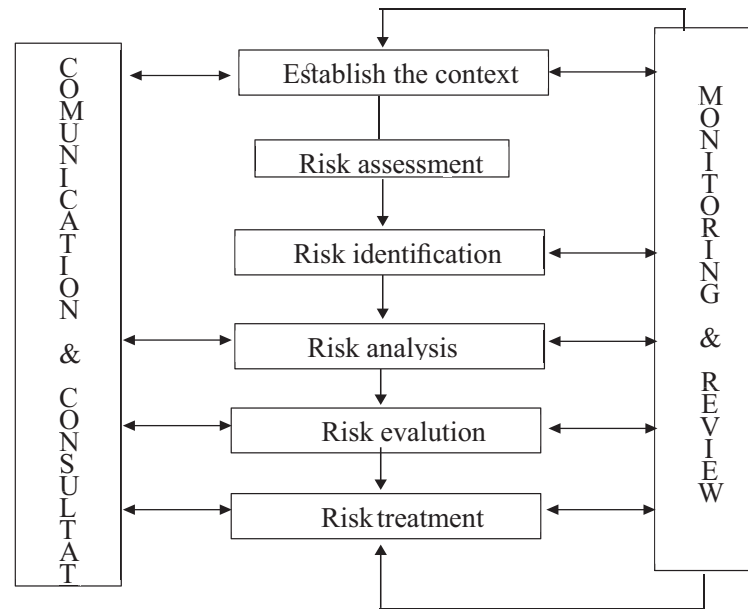 COMUNICATION & CONSULTAT
Establish the context
Risk assessment
Risk identification
Risk analysis
Risk evalution
Risk treatment
MONITORING & REVIEW